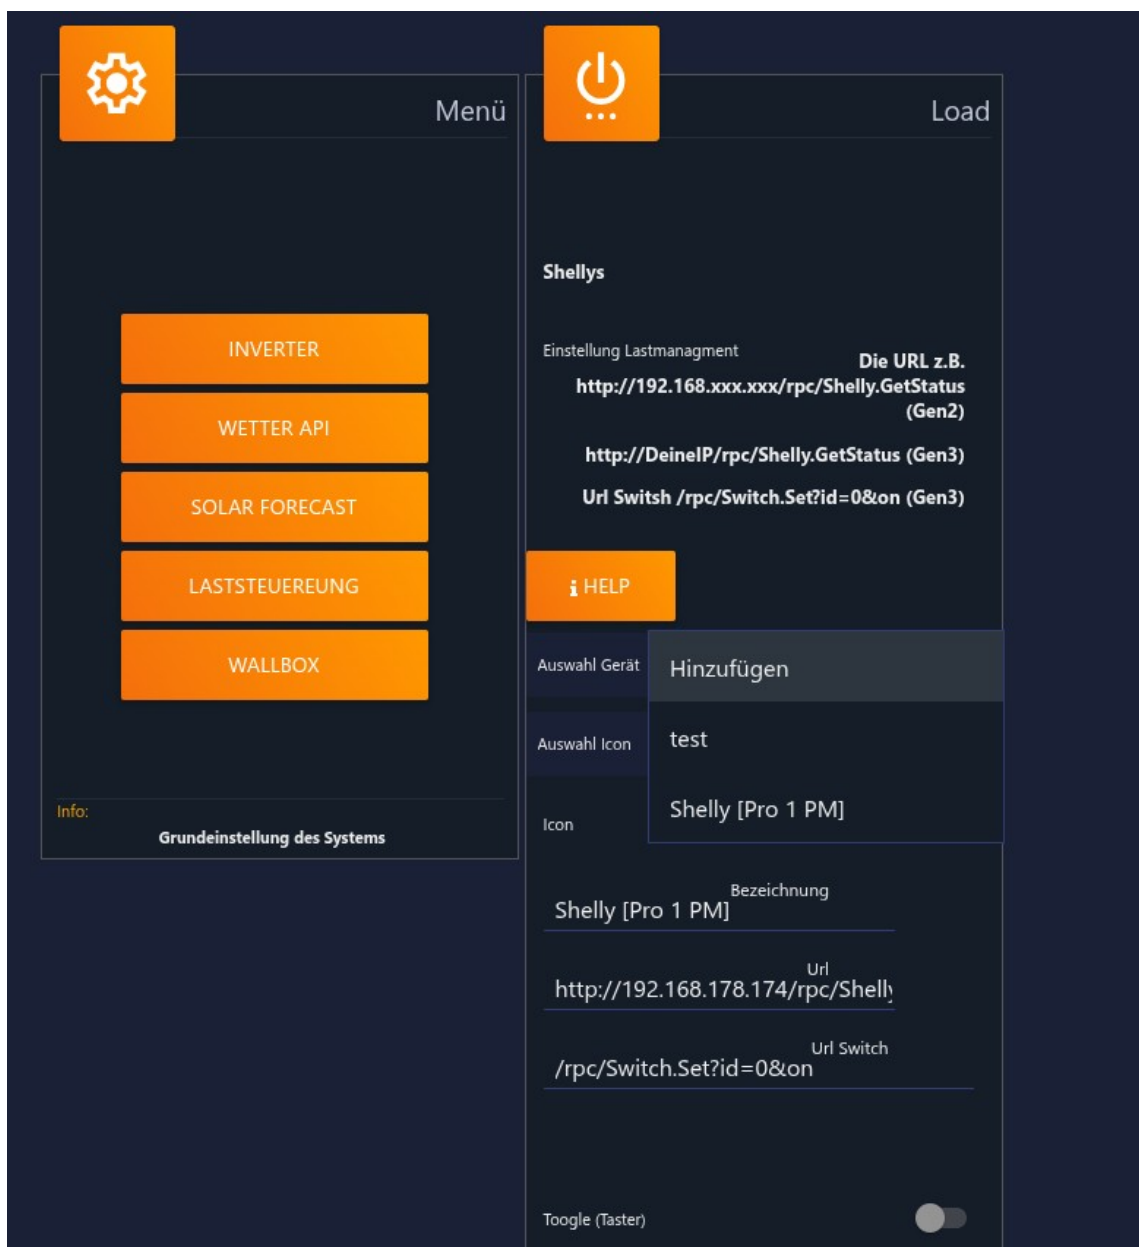 Menü
INVERTER
WETTER API
SOLAR FORECAST
LASTSTEUEREUNG
WALLBOX
Info:
Grundeinstellung des Systems
Load
Shellys
Einstellung Lastmanagment
Die URL z.B.
http://192.168.xxx.xxx/rpc/Shelly.GetStatus
(Gen2)
http://DeineIP/rpc/Shelly.GetStatus (Gen3)
Url Switsh /rpc/Switch.Set?id=0&on (Gen3)
i HELP
Auswahl Gerät
Hinzufügen
test
Shelly [Pro 1 PM]
Auswahl Icon
Icon
Bezeichnung
Shelly [Pro 1 PM]
Url
http://192.168.178.174/rpc/Shelly
Url Switch
/rpc/Switch.Set?id=0&on
Toogle (Taster)